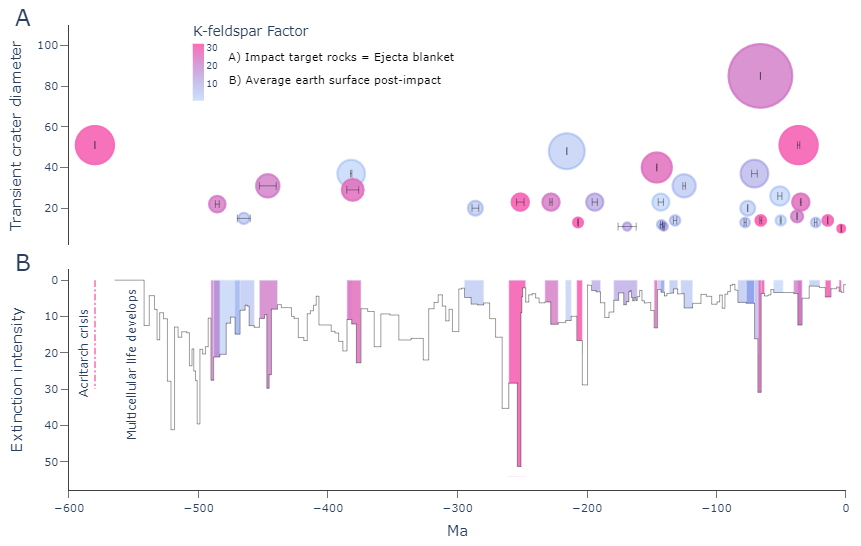 A
K-feldspar Factor
30
20
10
A) Impact target rocks = Ejecta blanket
B) Average earth surface post-impact
Transient crater diameter
100
80
60
40
20
B
Extinction intensity
0
10
20
30
40
50
Acritarch crisis
Multicellular life develops
−600
−500
−400
−300
−200
−100
0
Ma